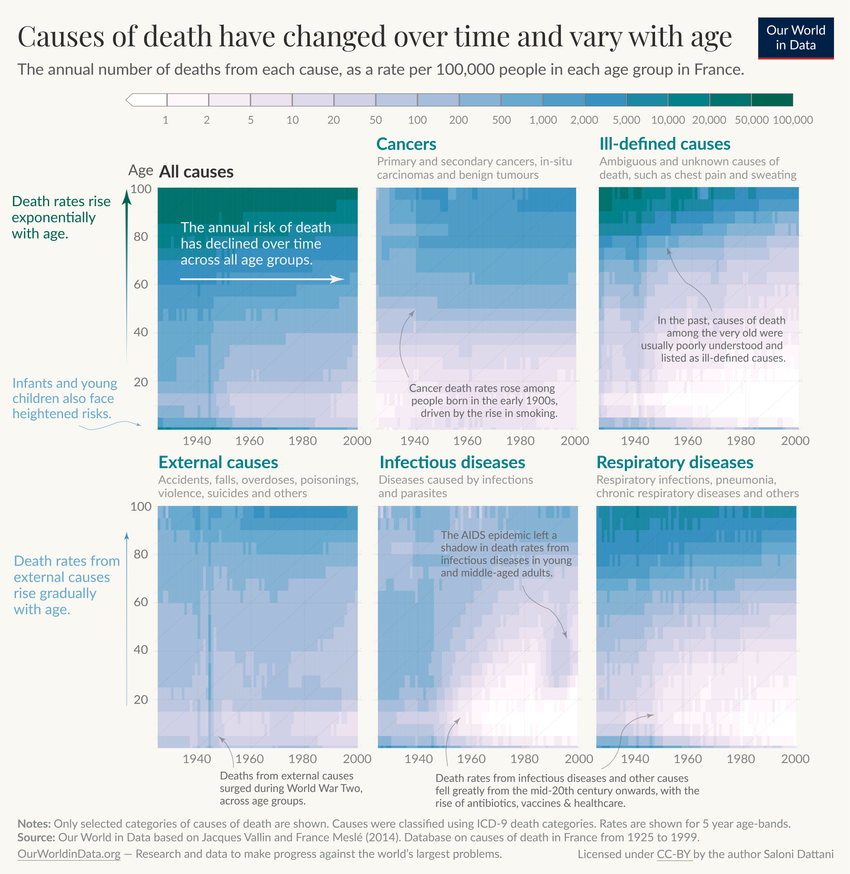 Causes of death have changed over time and vary with age
Our World
in Data
The annual number of deaths from each cause, as a rate per 100,000 people in each age group in France.
1 2 5 10 20 50 100 200 500 1,000 2,000 5,000 10,000 20,000 50,000 100,000
Age
All causes
Cancers
Primary and secondary cancers, in-situ
carcinomas and benign tumours
Ill-defined causes
Ambiguous and unknown causes of
death, such as chest pain and sweating
100
80
60
40
20
Death rates rise
exponentially
with age.
Infants and young
children also face
heightened risks.
The annual risk of death
has declined over time
across all age groups.
Cancer death rates rose among
people born in the early 1900s,
driven by the rise in smoking.
In the past, causes of death
among the very old were
usually poorly understood and
listed as ill-defined causes.
1940 1960 1980 2000
1940 1960 1980 2000
1940 1960 1980 2000
External causes
Accidents, falls, overdoses, poisonings,
violence, suicides and others
Infectious diseases
Diseases caused by infections
and parasites
Respiratory diseases
Respiratory infections, pneumonia,
chronic respiratory diseases and others
100
80
60
40
20
Death rates from
external causes
rise gradually
with age.
The AIDS epidemic left a
shadow in death rates from
infectious diseases in young
and middle-aged adults.
1940 1960 1980 2000
1940 1960 1980 2000
1940 1960 1980 2000
Deaths from external causes
surged during World War Two,
across age groups.
Death rates from infectious diseases and other causes
fell greatly from the mid-20th century onwards, with the
rise of antibiotics, vaccines & healthcare.
Notes: Only selected categories of causes of death are shown. Causes were classified using ICD-9 death categories. Rates are shown for 5 year age-bands.
Source: Our World in Data based on Jacques Vallin and France Meslé (2014). Database on causes of death in France from 1925 to 1999.
OurWorldinData.org — Research and data to make progress against the world's largest problems.
Licensed under CC-BY by the author Saloni Dattani